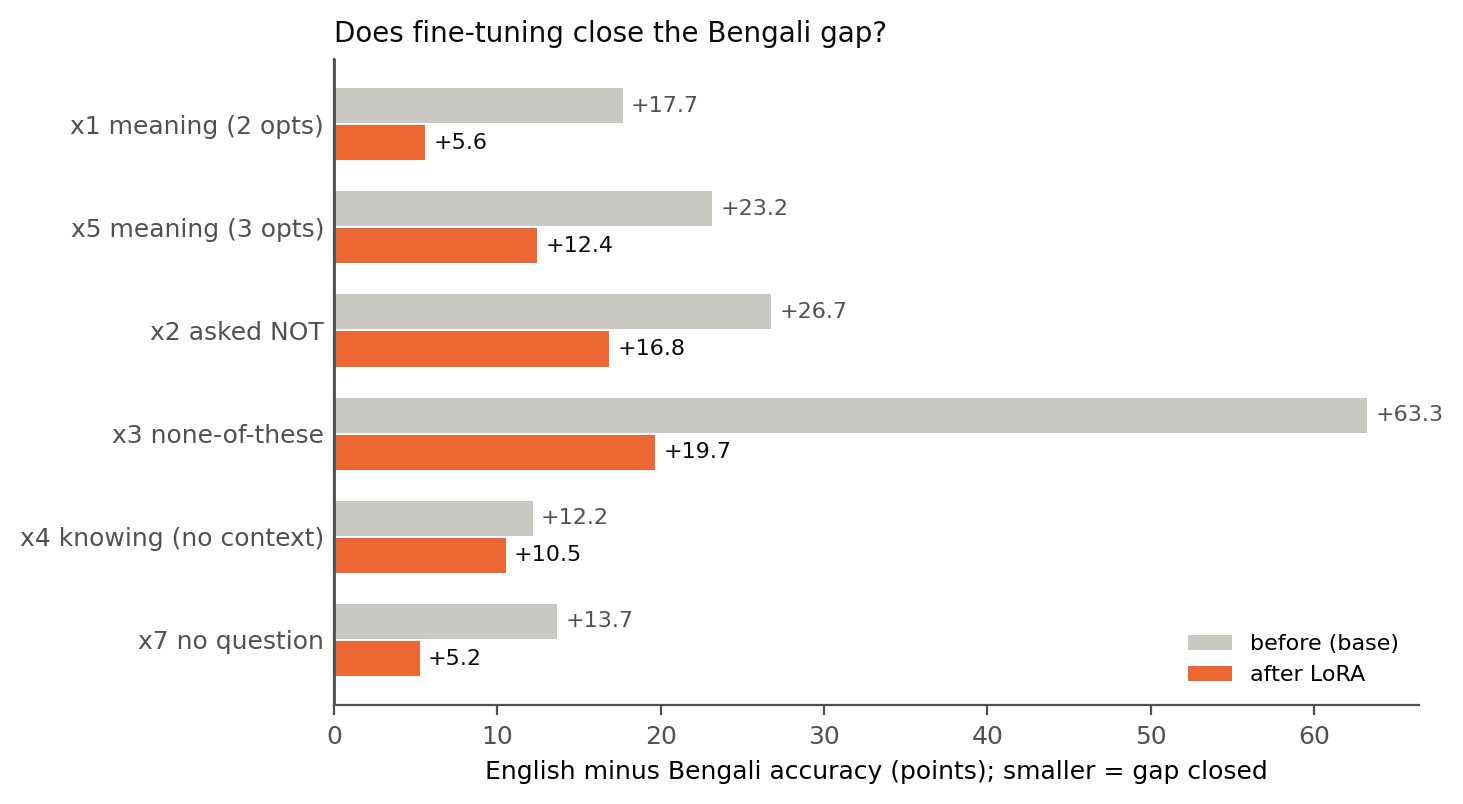 Does fine-tuning close the Bengali gap?
x1 meaning (2 opts)
+17.7
+5.6
x5 meaning (3 opts)
+23.2
+12.4
x2 asked NOT
+26.7
+16.8
x3 none-of-these
+63.3
+19.7
x4 knowing (no context)
+12.2
+10.5
x7 no question
+13.7
+5.2
before (base)
after LoRA
0 10 20 30 40 50 60
English minus Bengali accuracy (points); smaller = gap closed